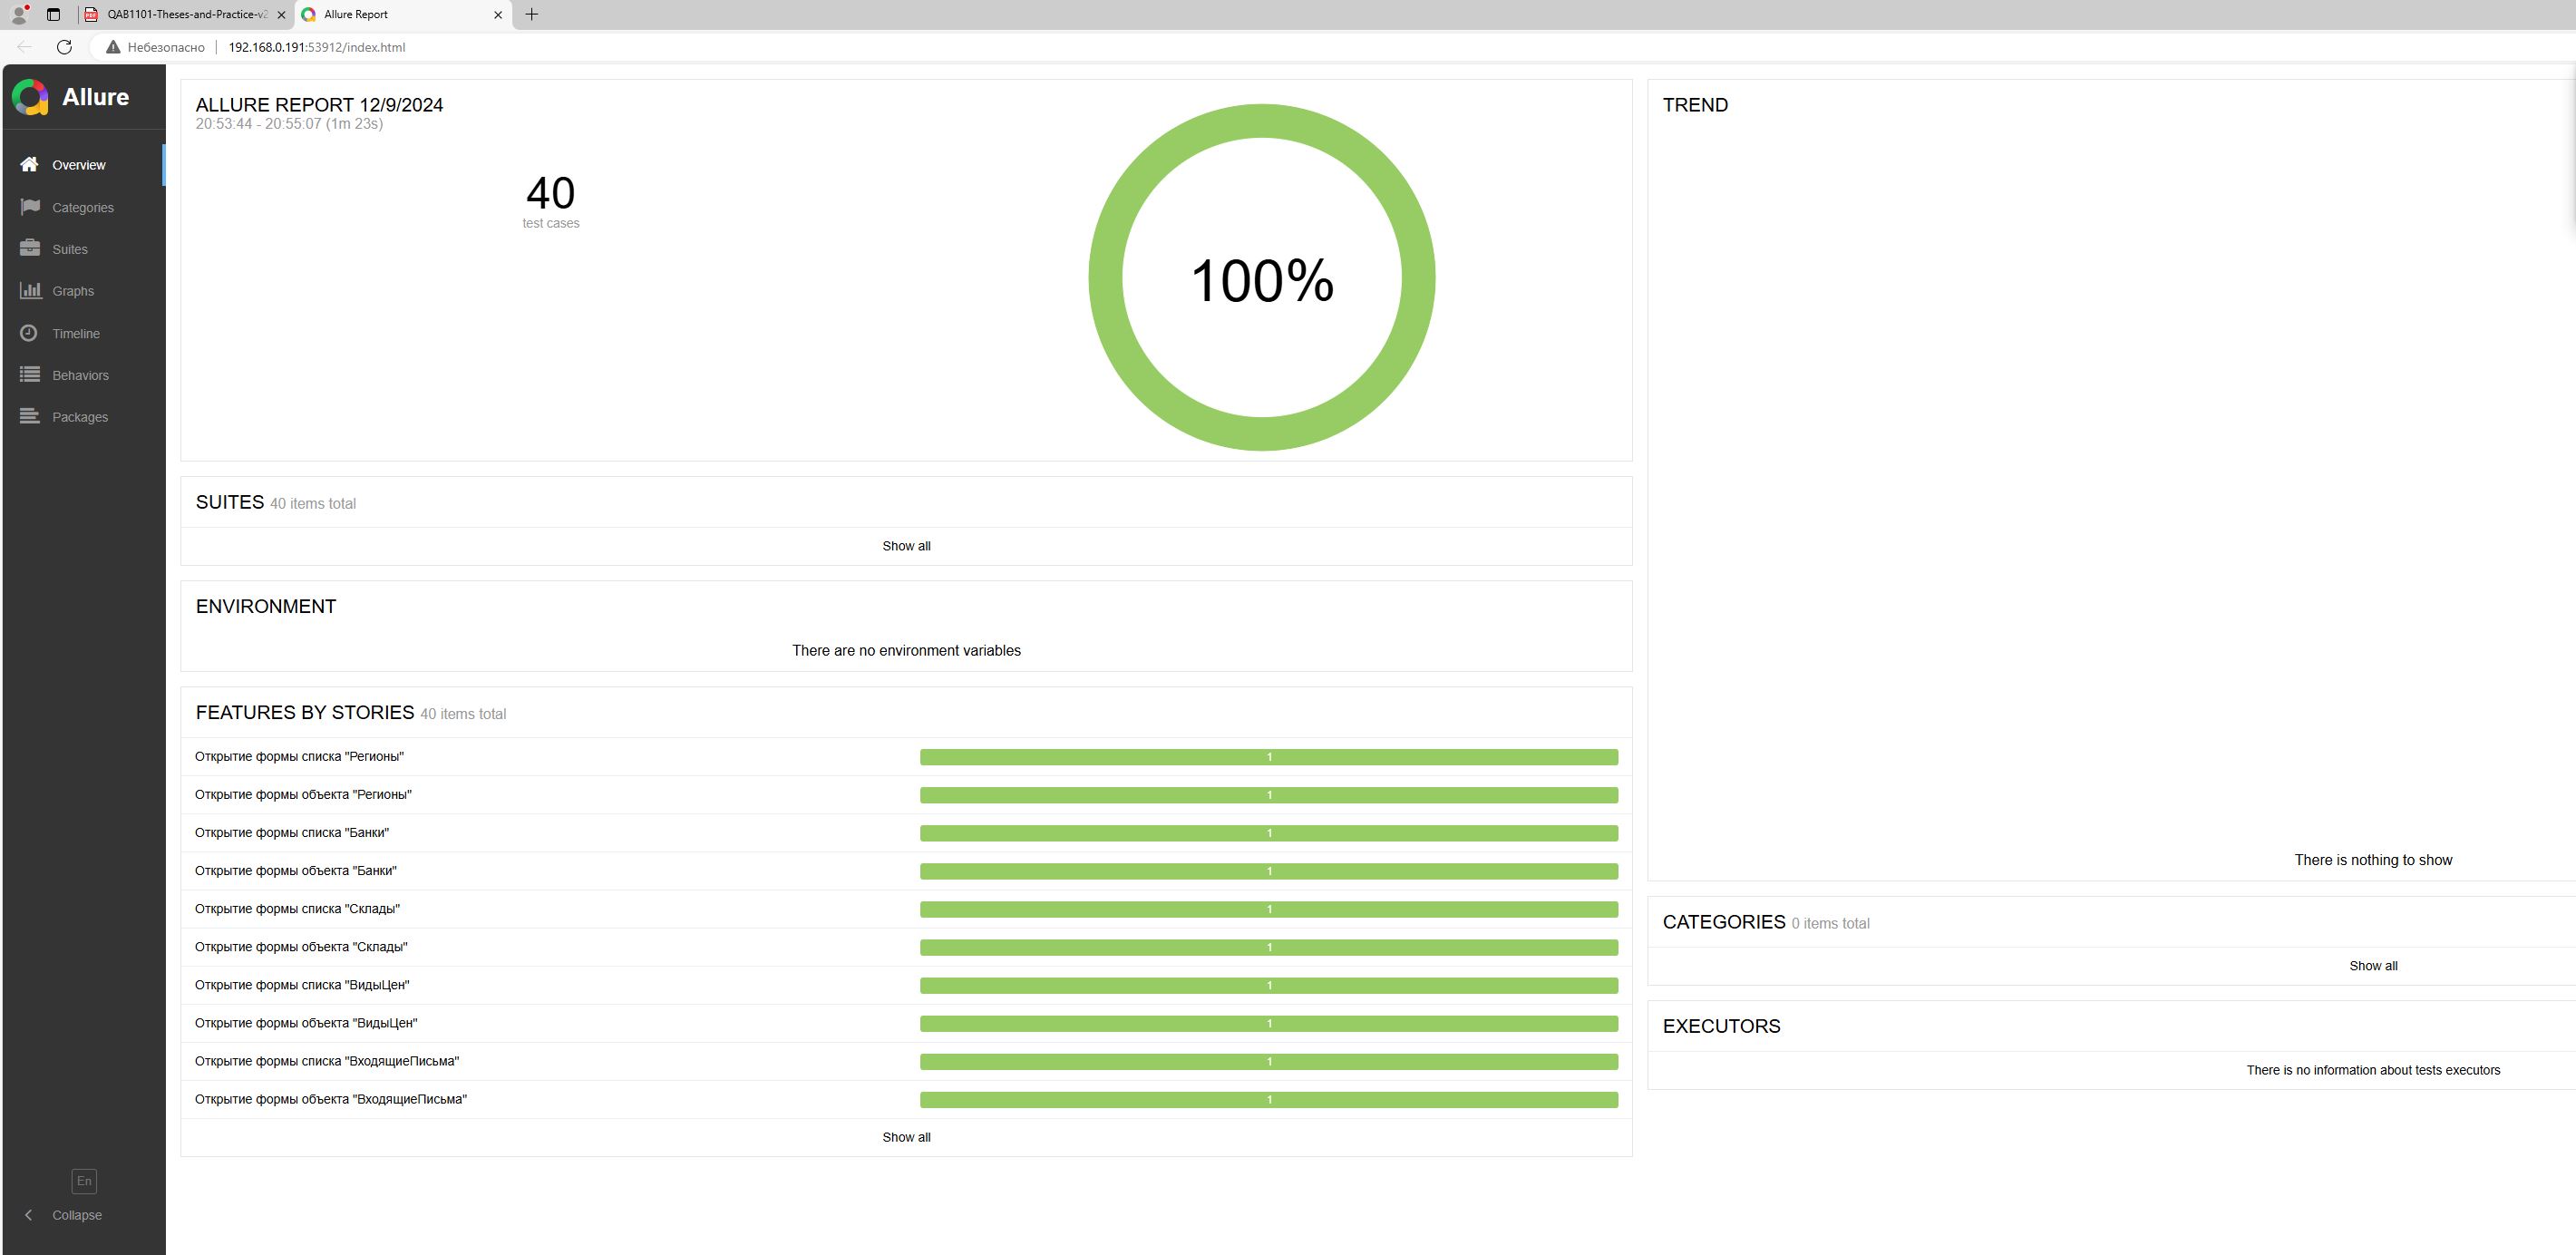 QAB1101-Theses-and-Practice-v2
Allure Report
Небезопасно
192.168.0.191:53912/index.html
Allure
Overview
Categories
Suites
Graphs
Timeline
Behaviors
Packages
En
Collapse
ALLURE REPORT 12/9/2024
20:53:44 - 20:55:07 (1m 23s)
40
test cases
100%
SUITES 40 items total
Show all
ENVIRONMENT
There are no environment variables
FEATURES BY STORIES 40 items total
Открытие формы списка "Регионы" 1
Открытие формы объекта "Регионы" 1
Открытие формы списка "Банки" 1
Открытие формы объекта "Банки" 1
Открытие формы списка "Склады" 1
Открытие формы объекта "Склады" 1
Открытие формы списка "ВидыЦен" 1
Открытие формы объекта "ВидыЦен" 1
Открытие формы списка "ВходящиеПисьма" 1
Открытие формы объекта "ВходящиеПисьма" 1
Show all
TREND
There is nothing to show
CATEGORIES 0 items total
Show all
EXECUTORS
There is no information about tests executors